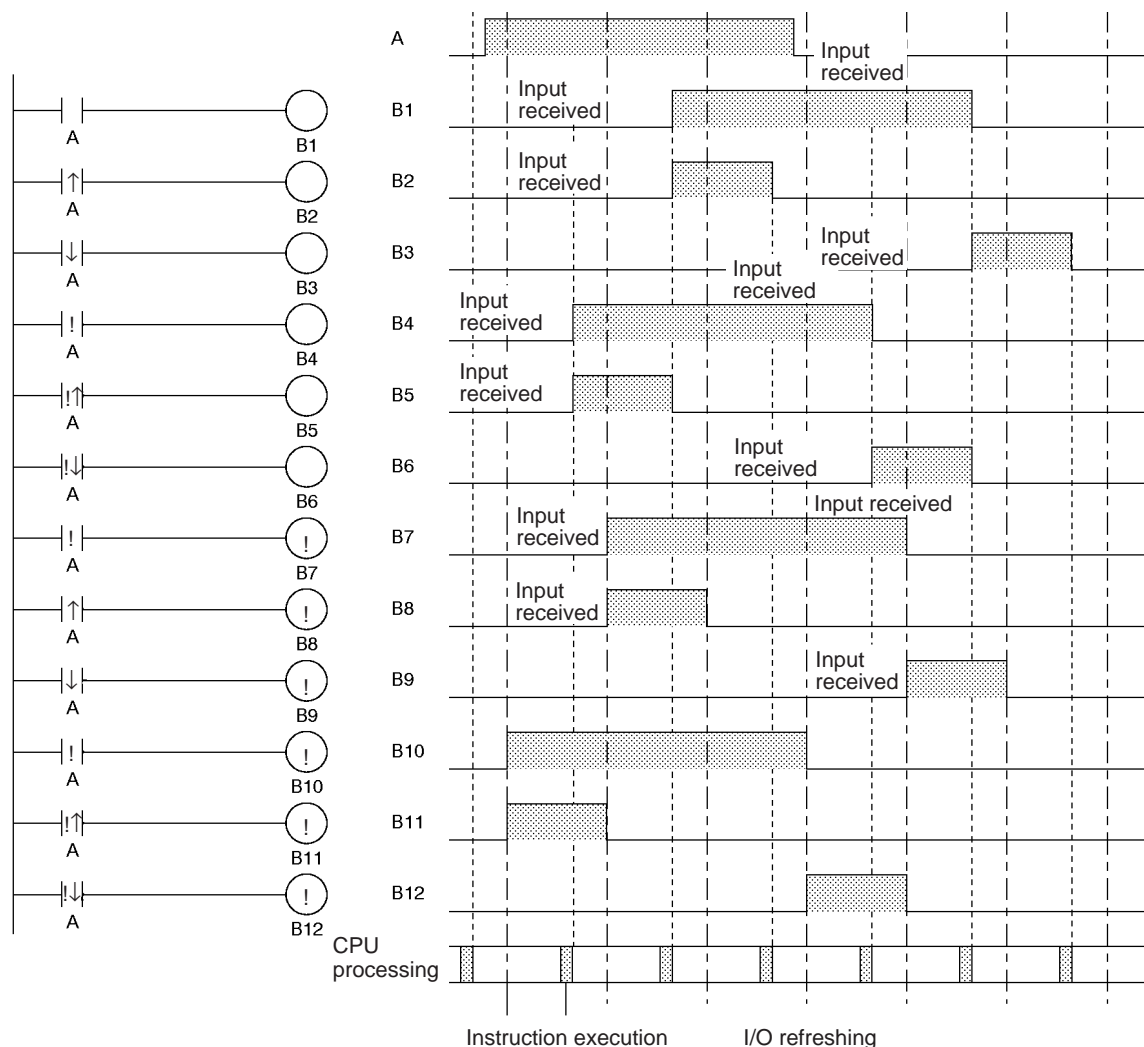 A
Input
received
Input
received
A
B1
B1
Input
received
A
B2
B2
Input
received
A
B3
B3
Input
received
Input
received
!
A
B4
B4
Input
received
!↑
A
B5
B5
Input
received
!↓
A
B6
B6
Input received
Input
received
!
A
!
B7
B7
Input
received
↑
A
!
B8
B8
Input
received
↓
A
!
B9
B9
!
A
!
B10
B10
!↑
A
!
B11
B11
!↓
A
!
B12
B12
CPU
processing
Instruction execution
I/O refreshing